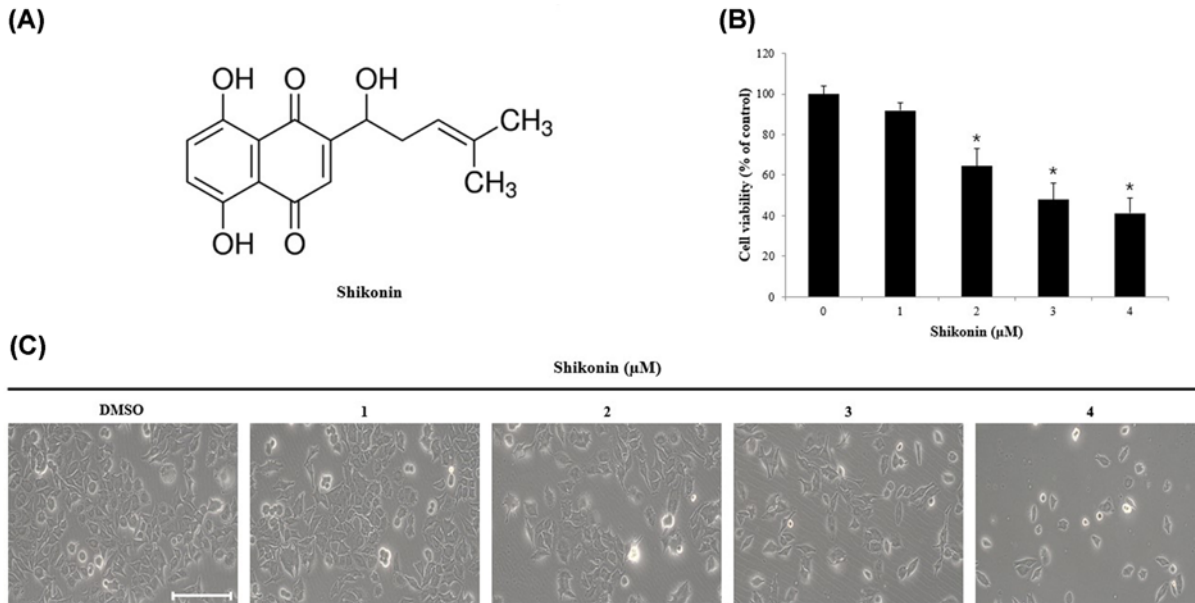 (A)
OH
O
OH
CH3
CH3
OH
O
Shikonin
(B)
Cell viability (% of control)
120
100
80
60
40
20
0
*
*
*
0 1 2 3 4
Shikonin (µM)
(C)
Shikonin (µM)
DMSO 1 2 3 4